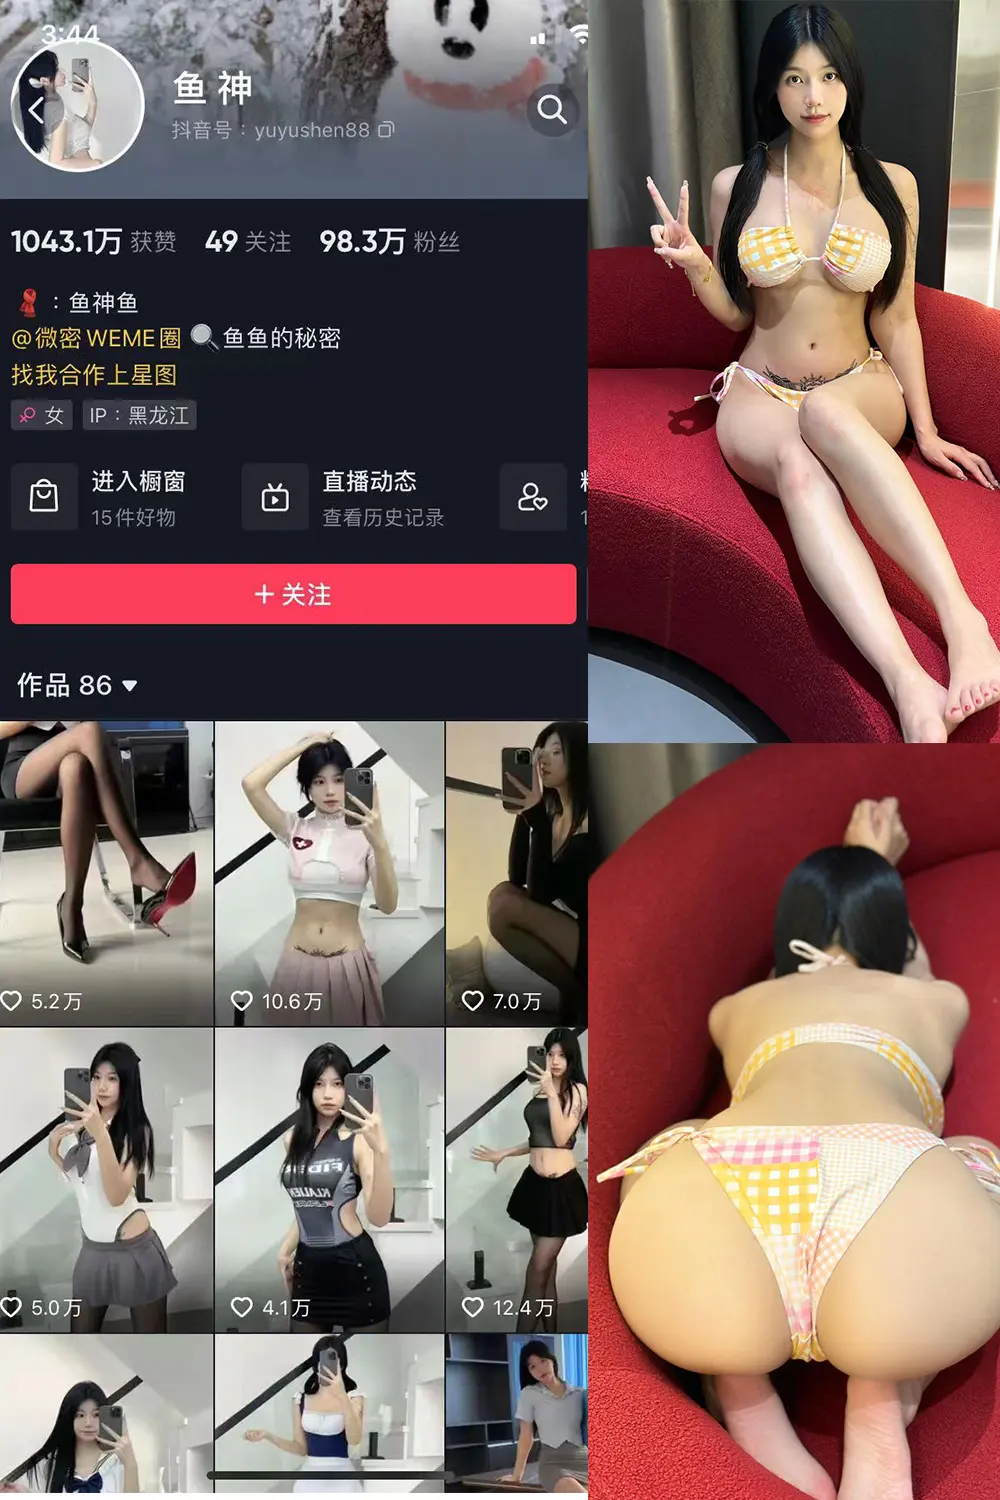 3:44
鱼 神
抖音号：yuyushen88
1043.1万 获赞 49 关注 98.3万 粉丝
：鱼神鱼
@微密 WEME圈 鱼鱼的秘密
找我合作上星图
女 IP：黑龙江
进入橱窗
15件好物
直播动态
查看历史记录
+ 关注
作品 86
5.2万
10.6万
7.0万
5.0万
4.1万
12.4万